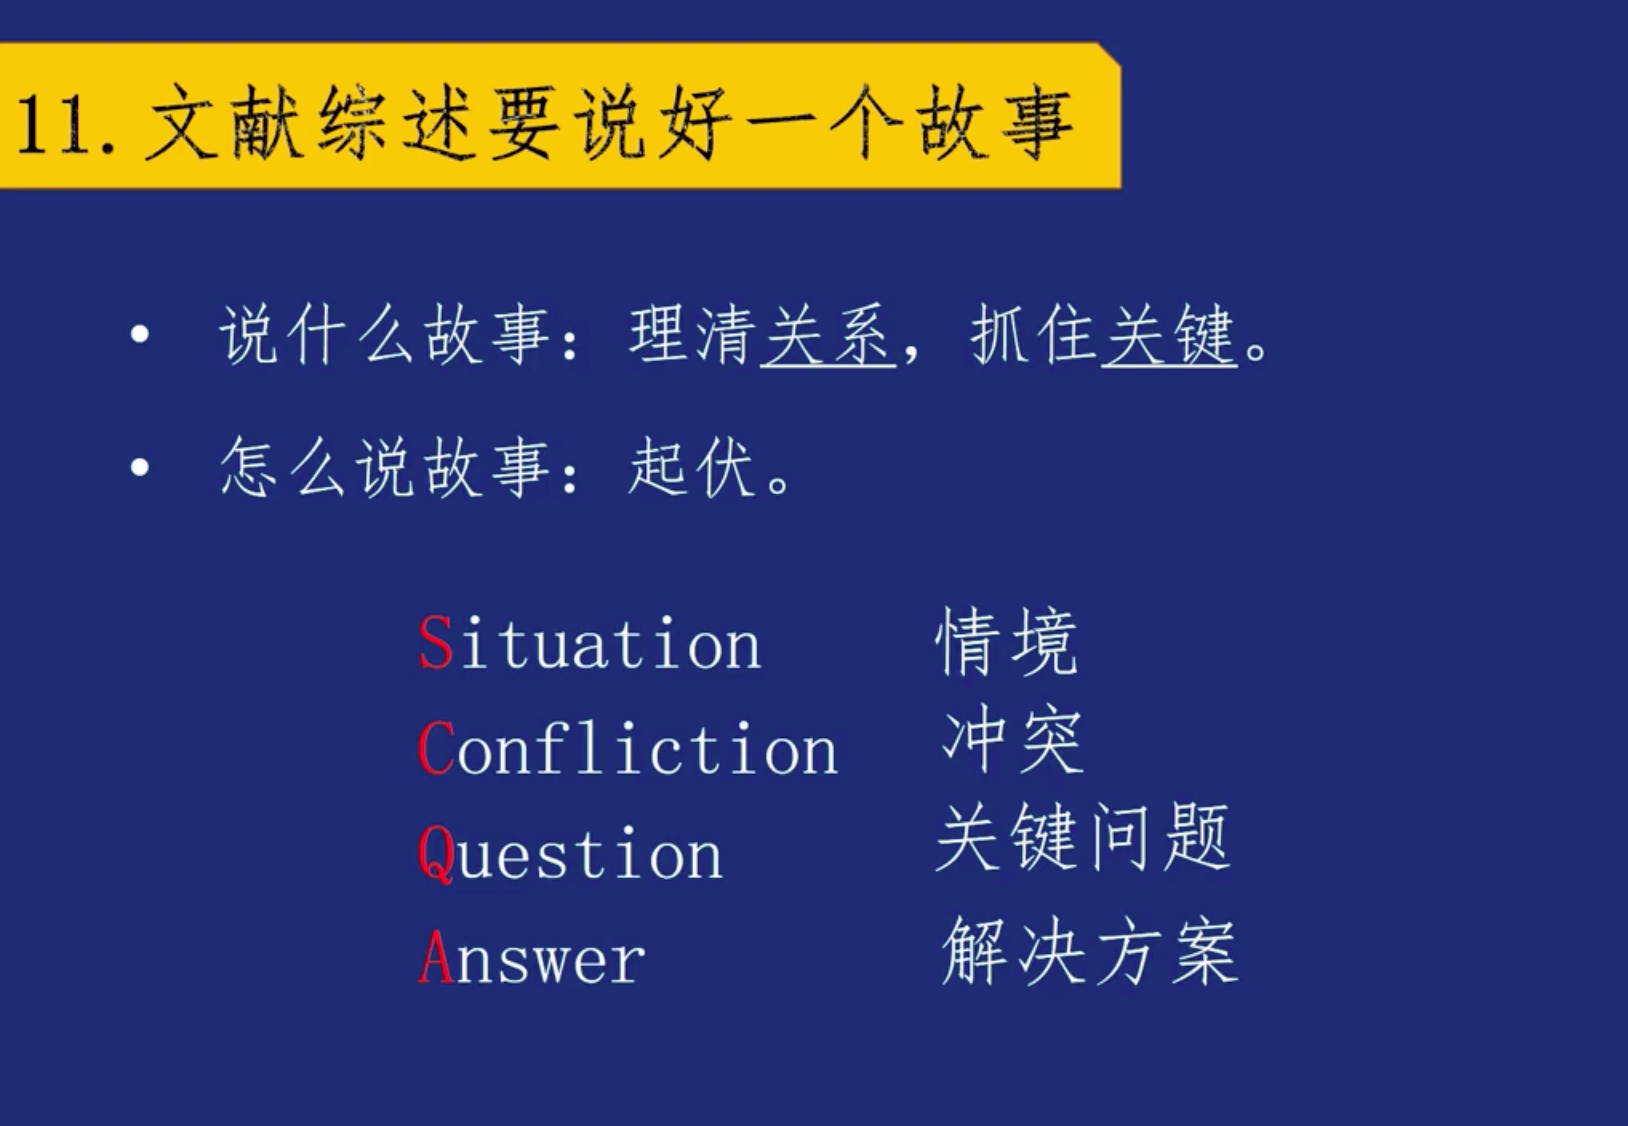 11.文献综述要说好一个故事
• 说什么故事：理清关系，抓住关键。
• 怎么说故事：起伏。
Situation 情境
Confliction 冲突
Question 关键问题
Answer 解决方案